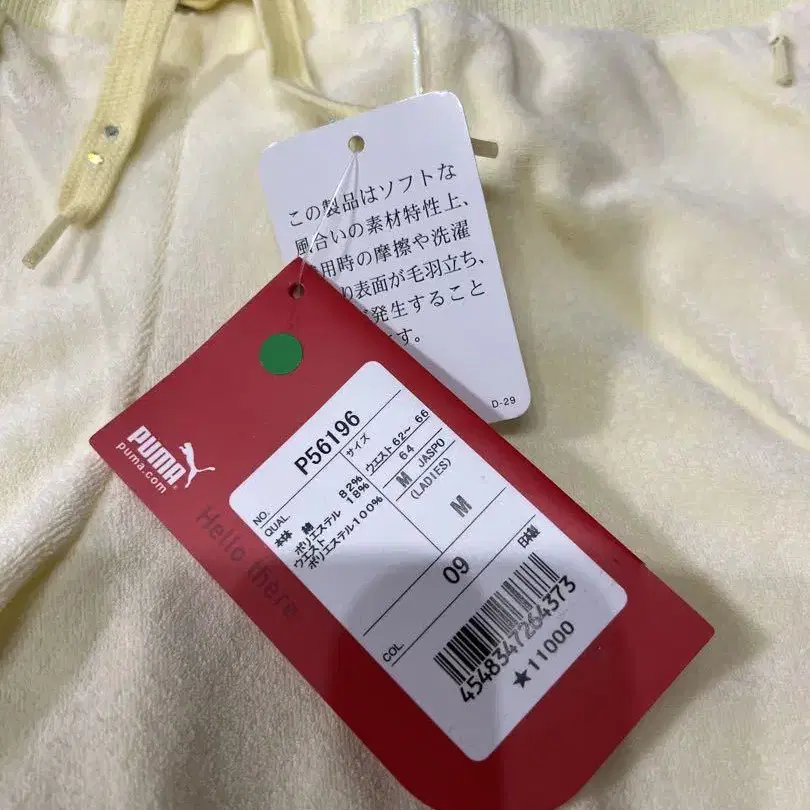 この製品はソフトな
風合いの素材特性上、
用時の摩擦や洗濯
り表面が毛羽立ち、
発生すること
す。
D-29
PUMA
puma.com
Hello there
NO.
P56196
QUAL.
本体 綿 82%
ポリエステル 18%
ウエスト
ポリエステル100%
サイズ
ウエスト62～66
64
M JASPO
(LADIES)
M
COL.
09
日本製
4548347264373
★11000